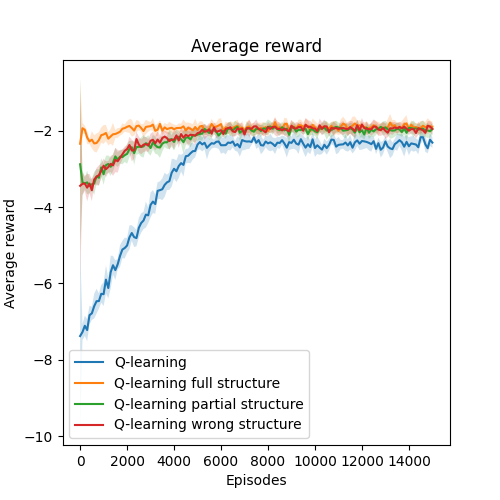 Average reward
Average reward
−2
−4
−6
−8
−10
Q-learning
Q-learning full structure
Q-learning partial structure
Q-learning wrong structure
0 2000 4000 6000 8000 10000 12000 14000
Episodes